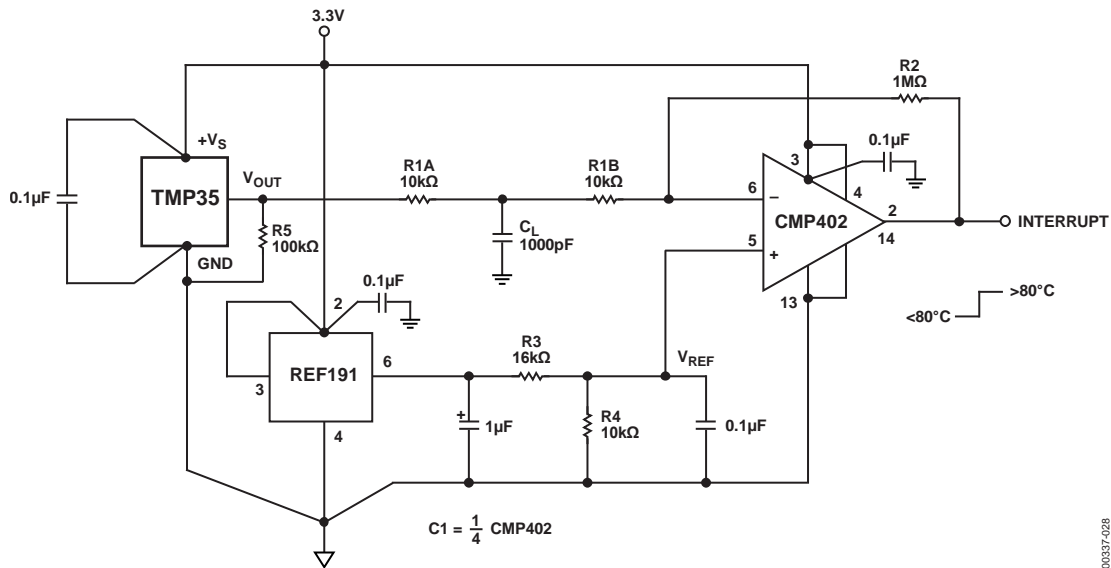 3.3V
R2
1MΩ
+VS
0.1µF
TMP35
VOUT
R1A
10kΩ
R1B
10kΩ
0.1µF
3
4
6
−
CMP402
2
14
INTERRUPT
5
+
13
R5
100kΩ
CL
1000pF
GND
0.1µF
2
>80°C
<80°C
REF191
3
6
4
R3
16kΩ
VREF
+
1µF
R4
10kΩ
0.1µF
C1 = 1/4 CMP402
00337-028